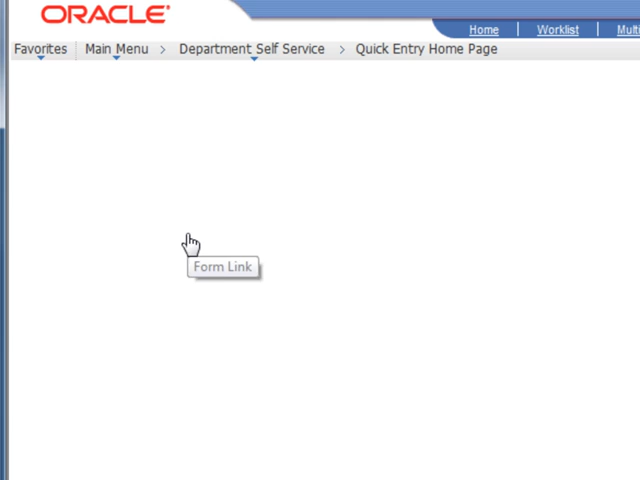 ORACLE
Home Worklist Multi
Favorites Main Menu > Department Self Service > Quick Entry Home Page
Form Link